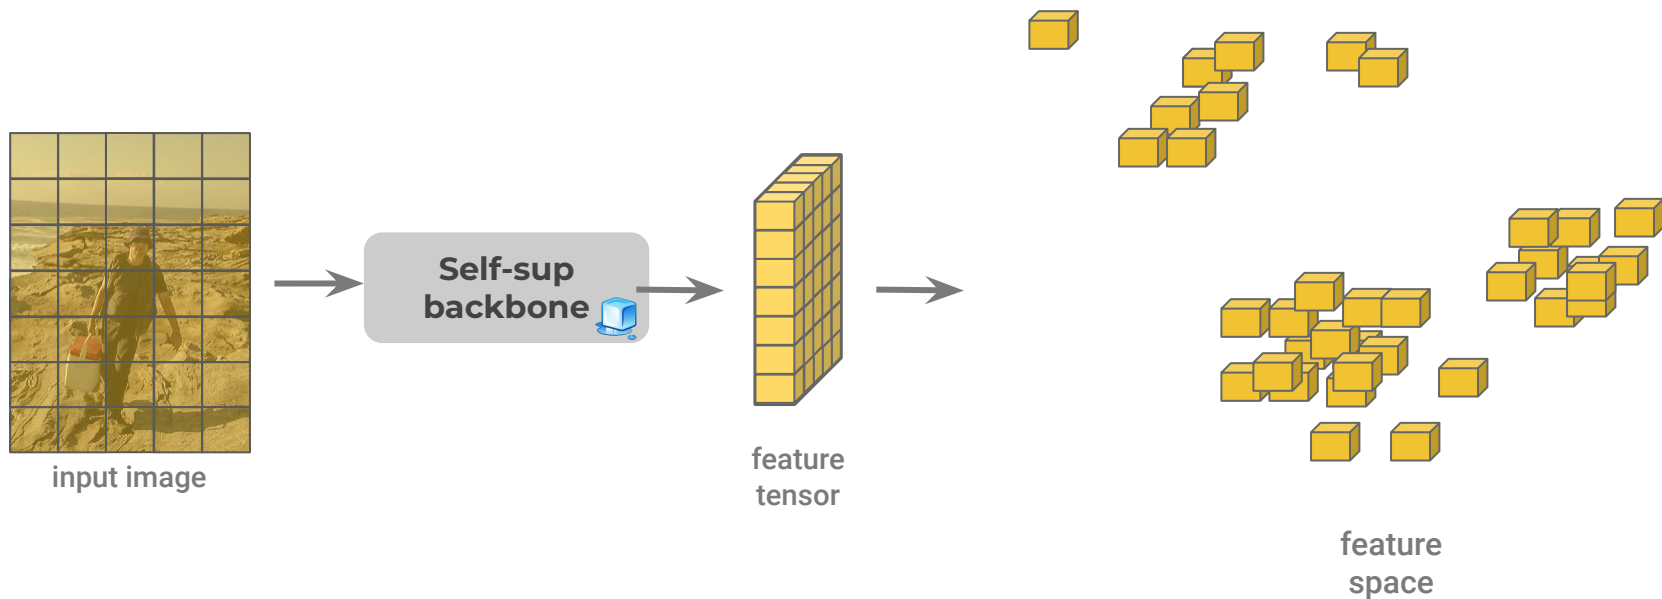 Self-sup
backbone
input image
feature
tensor
feature
space